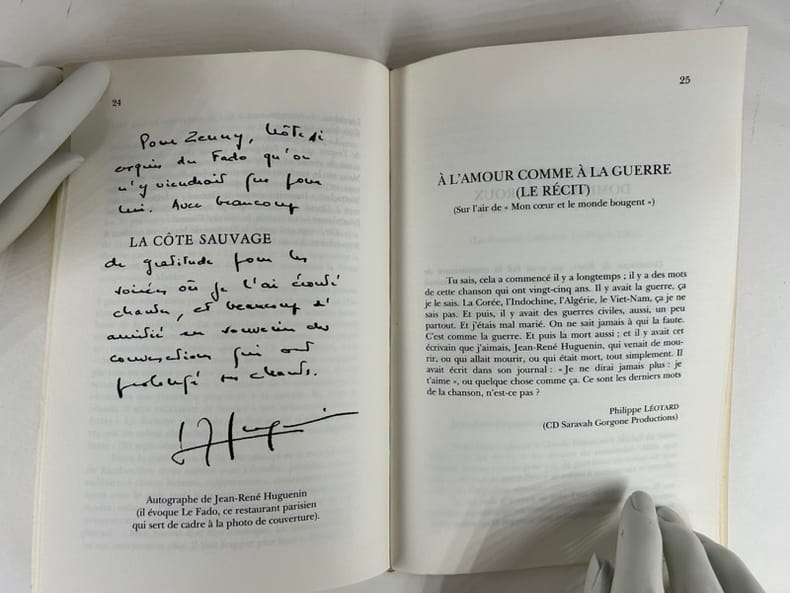 24
Pour Zenny, hôte si
exquis du Fado qu'on
n'y viendrait que pour
lui. Avec beaucoup
LA CÔTE SAUVAGE
de gratitude pour les
soirées où je l'ai écouté
chanter, et beaucoup d'
amitié en souvenir des
conversations qui ont
prolongé ses chants.
JRHuguenin
Autographe de Jean-René Huguenin
(il évoque Le Fado, ce restaurant parisien
qui sert de cadre à la photo de couverture).
25
À L'AMOUR COMME À LA GUERRE
(LE RÉCIT)
(Sur l'air de « Mon cœur et le monde bougent »)
Tu sais, cela a commencé il y a longtemps ; il y a des mots
de cette chanson qui ont vingt-cinq ans. Il y avait la guerre, ça
je le sais. La Corée, l'Indochine, l'Algérie, le Viet-Nam, ça je ne
sais pas. Et puis, il y avait des guerres civiles, aussi, un peu
partout. Et j'étais mal marié. On ne sait jamais à qui la faute.
C'est comme la guerre. Et puis la mort aussi ; et il y avait cet
écrivain que j'aimais, Jean-René Huguenin, qui venait de mou-
rir, ou qui allait mourir, ou qui était mort, tout simplement. Il
avait écrit dans son journal : « Je ne dirai jamais plus : je
t'aime », ou quelque chose comme ça. Ce sont les derniers mots
de la chanson, n'est-ce pas ?
Philippe LÉOTARD
(CD Saravah Gorgone Productions)